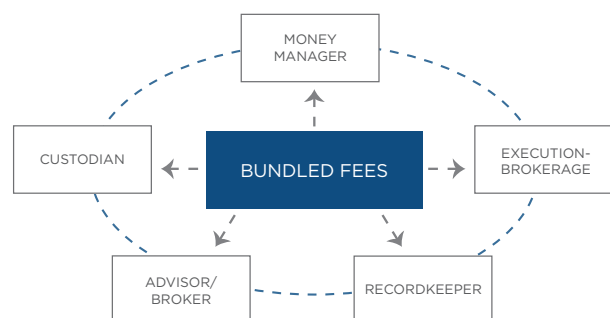 MONEY
MANAGER
CUSTODIAN
BUNDLED FEES
EXECUTION-
BROKERAGE
ADVISOR/
BROKER
RECORDKEEPER